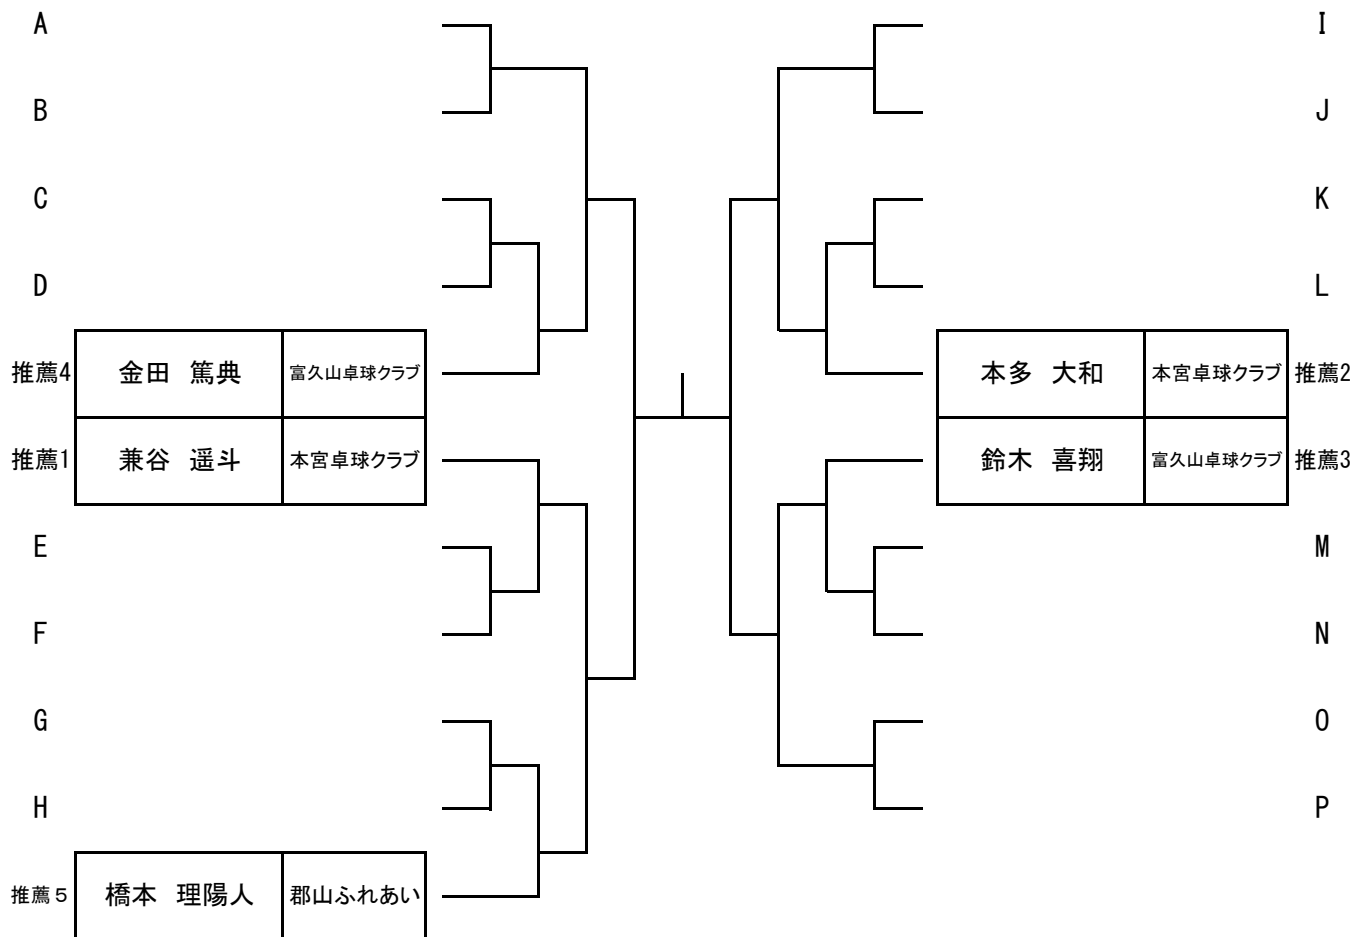 A
B
C
D
推薦4 金田 篤典 富久山卓球クラブ
推薦1 兼谷 遥斗 本宮卓球クラブ
E
F
G
H
推薦5 橋本 理陽人 郡山ふれあい
I
J
K
L
本多 大和 本宮卓球クラブ 推薦2
鈴木 喜翔 富久山卓球クラブ 推薦3
M
N
O
P